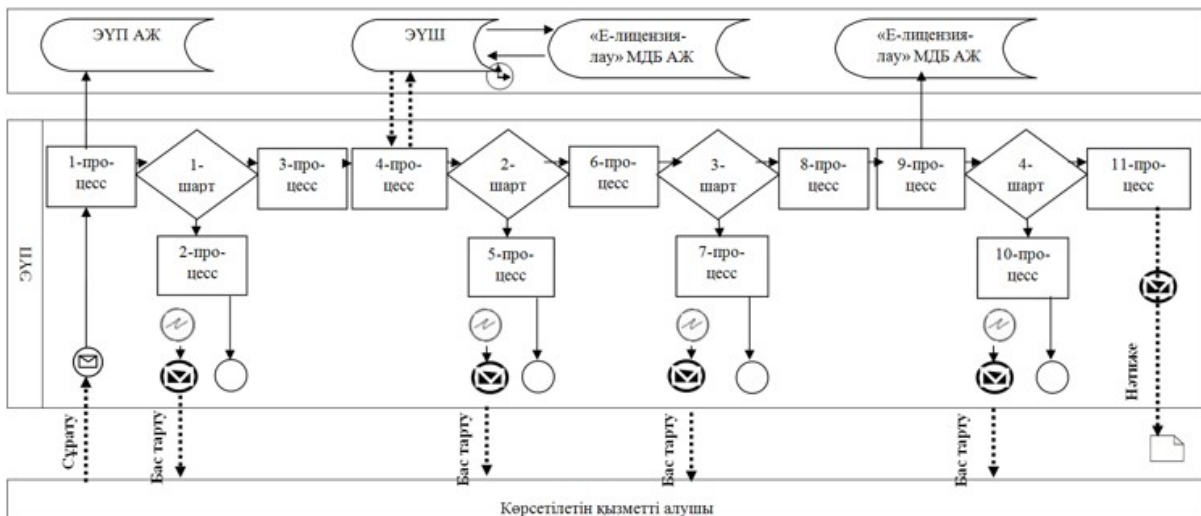 ЭҮП АЖ
ЭҮШ
«Е-лицензия-
лау» МДБ АЖ
«Е-лицензия-
лау» МДБ АЖ
ЭҮП
1-про-
цесс
1-
шарт
3-про-
цесс
4-про-
цесс
2-
шарт
6-про-
цесс
3-
шарт
8-про-
цесс
9-про-
цесс
4-
шарт
11-про-
цесс
2-про-
цесс
5-про-
цесс
7-про-
цесс
10-про-
цесс
Сұрату
Бас тарту
Бас тарту
Бас тарту
Бас тарту
Нәтиже
Көрсетілетін қызметті алушы